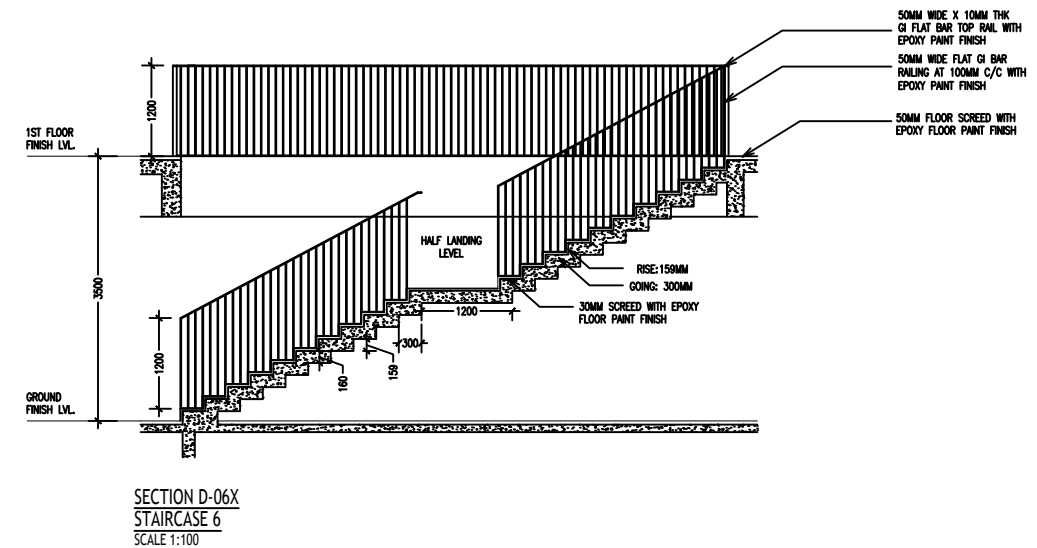 50MM WIDE X 10MM THK
GI FLAT BAR TOP RAIL WITH
EPOXY PAINT FINISH
50MM WIDE FLAT GI BAR
RAILING AT 100MM C/C WITH
EPOXY PAINT FINISH
50MM FLOOR SCREED WITH
EPOXY FLOOR PAINT FINISH
1200
1ST FLOOR
FINISH LVL.
3500
HALF LANDING
LEVEL
RISE:159MM
GOING: 300MM
30MM SCREED WITH EPOXY
FLOOR PAINT FINISH
1200
300
159
160
1200
GROUND
FINISH LVL.
SECTION D-06X
STAIRCASE 6
SCALE 1:100